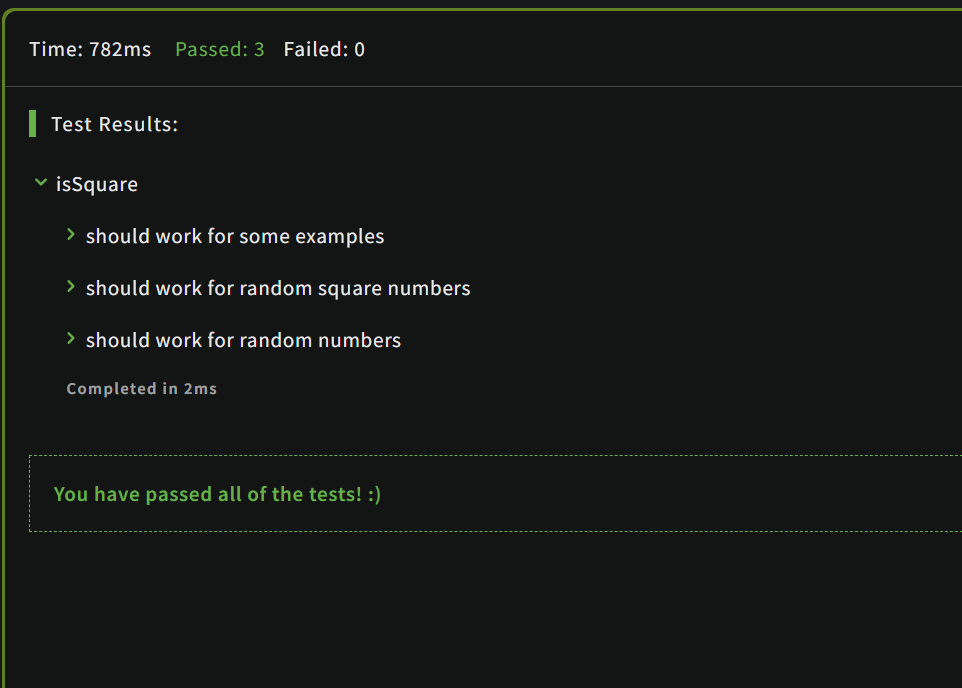 Time: 782ms Passed: 3 Failed: 0
Test Results:
isSquare
should work for some examples
should work for random square numbers
should work for random numbers
Completed in 2ms
You have passed all of the tests! :)